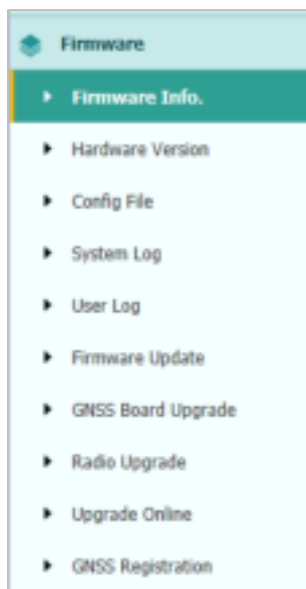 Firmware
Firmware Info.
Hardware Version
Config File
System Log
User Log
Firmware Update
GNSS Board Upgrade
Radio Upgrade
Upgrade Online
GNSS Registration